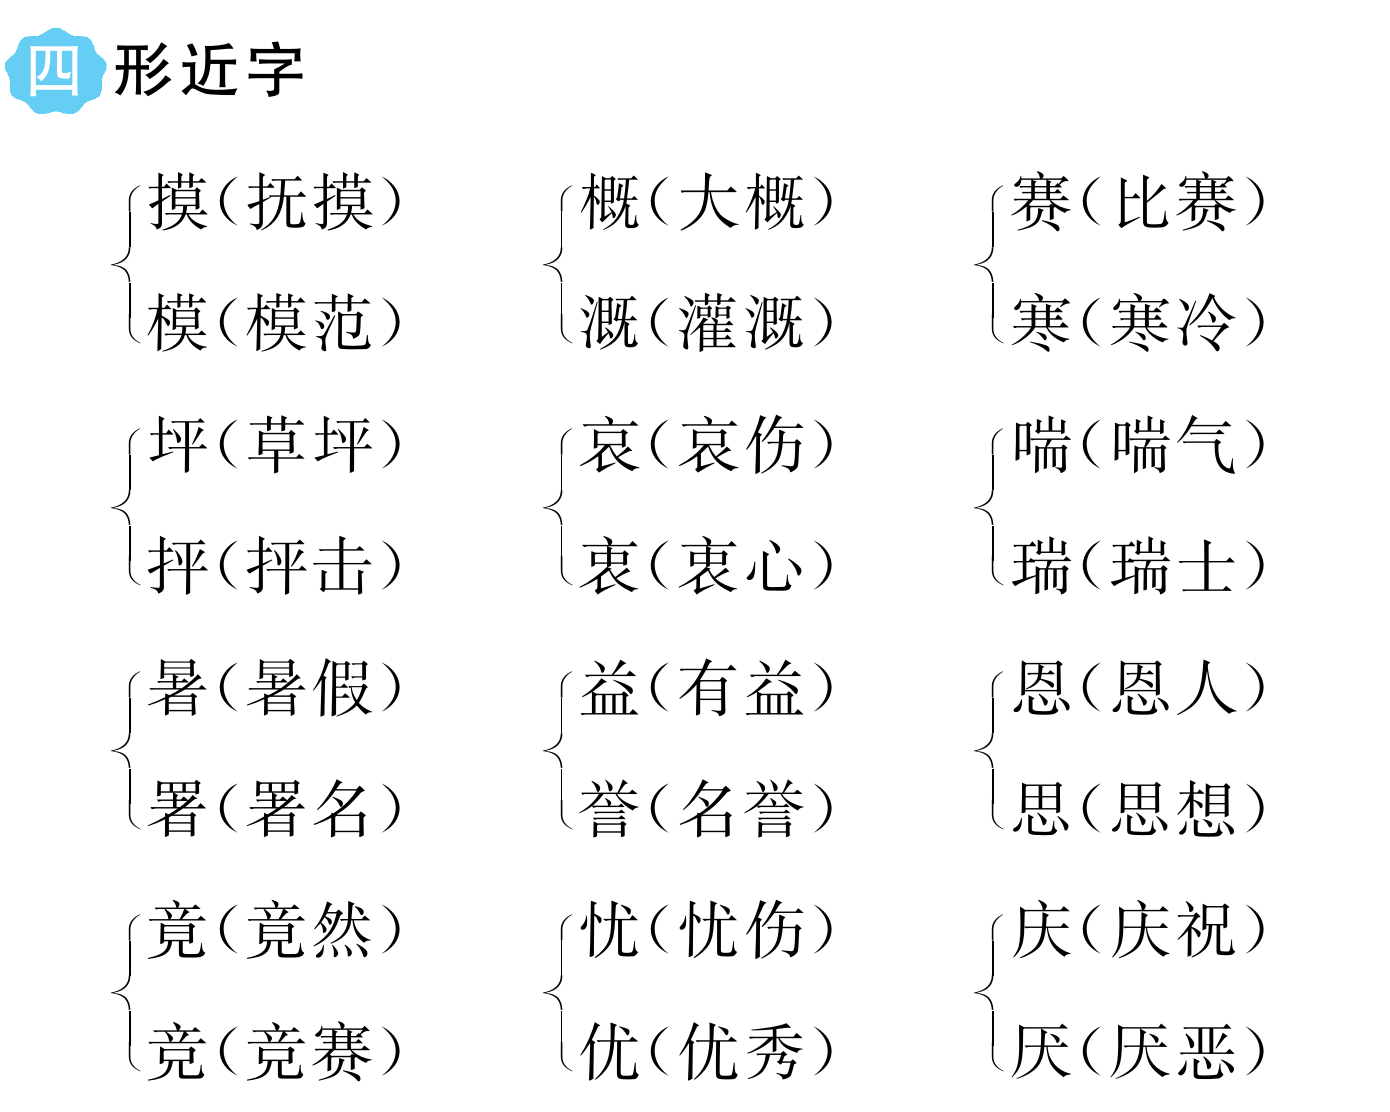 四 形近字
摸(抚摸) 概(大概) 赛(比赛)
模(模范) 溉(灌溉) 寒(寒冷)
坪(草坪) 哀(哀伤) 喘(喘气)
抨(抨击) 衷(衷心) 瑞(瑞士)
暑(暑假) 益(有益) 恩(恩人)
署(署名) 誉(名誉) 思(思想)
竟(竟然) 忧(忧伤) 庆(庆祝)
竞(竞赛) 优(优秀) 厌(厌恶)